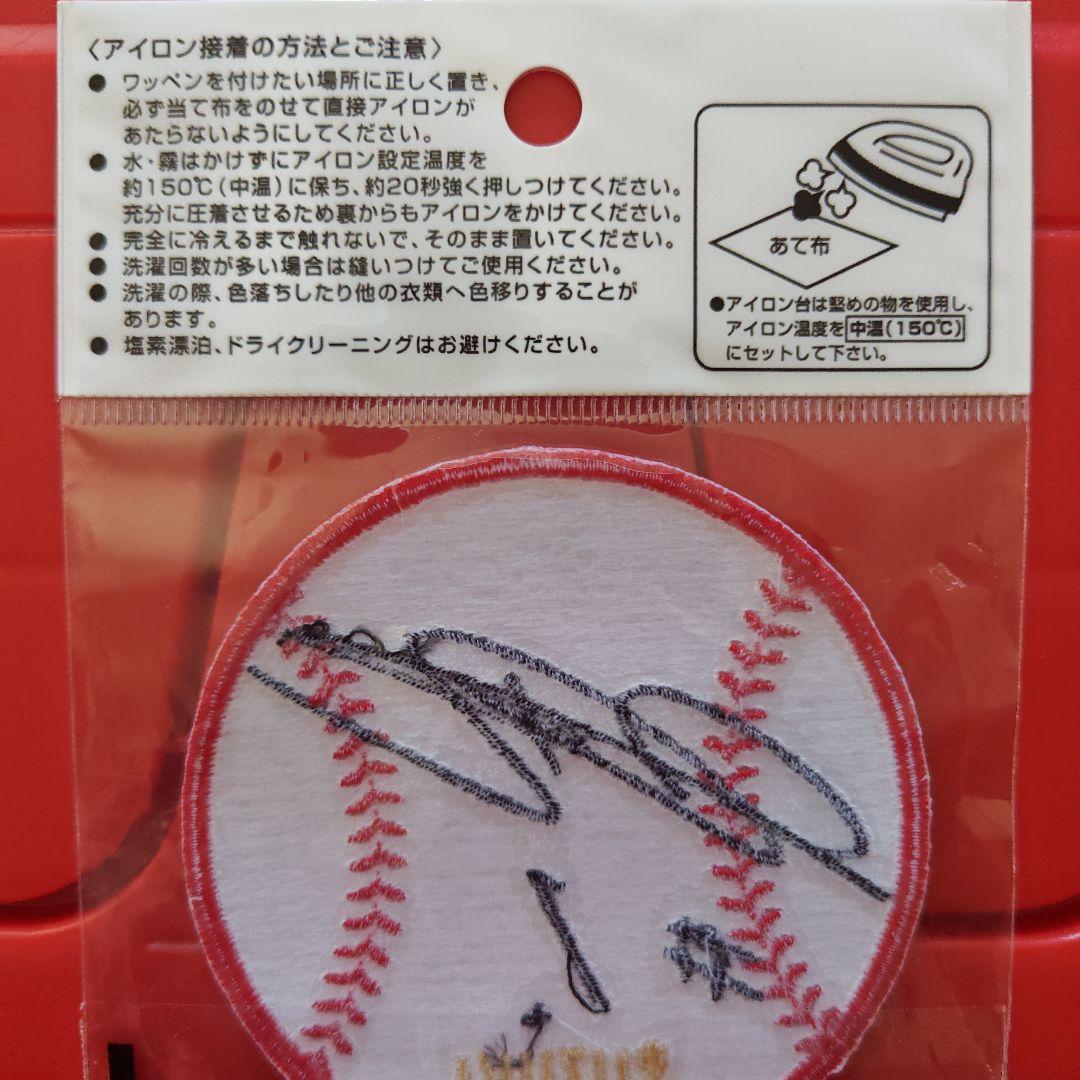 〈アイロン接着の方法とご注意〉
● ワッペンを付けたい場所に正しく置き、
必ず当て布をのせて直接アイロンが
あたらないようにしてください。
● 水・霧はかけずにアイロン設定温度を
約150℃(中温)に保ち、約20秒強く押しつけてください。
充分に圧着させるため裏からもアイロンをかけてください。
● 完全に冷えるまで触れないで、そのまま置いてください。
● 洗濯回数が多い場合は縫いつけてご使用ください。
● 洗濯の際、色落ちしたり他の衣類へ色移りすることが
あります。
● 塩素漂泊、ドライクリーニングはお避けください。
あて布
●アイロン台は堅めの物を使用し、
アイロン温度を中温(150℃)
にセットして下さい。